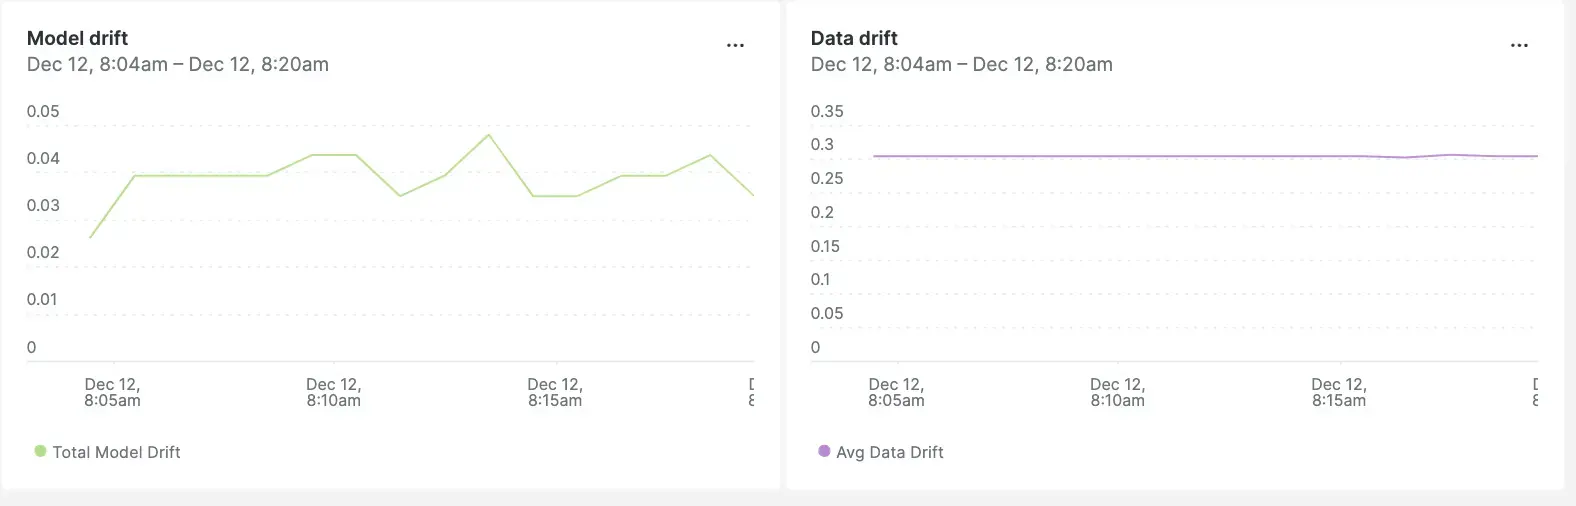 Model drift
...
Dec 12, 8:04am – Dec 12, 8:20am
0.05
0.04
0.03
0.02
0.01
0
Dec 12,
8:05am
Dec 12,
8:10am
Dec 12,
8:15am
Total Model Drift
Data drift
...
Dec 12, 8:04am – Dec 12, 8:20am
0.35
0.3
0.25
0.2
0.15
0.1
0.05
0
Dec 12,
8:05am
Dec 12,
8:10am
Dec 12,
8:15am
Avg Data Drift